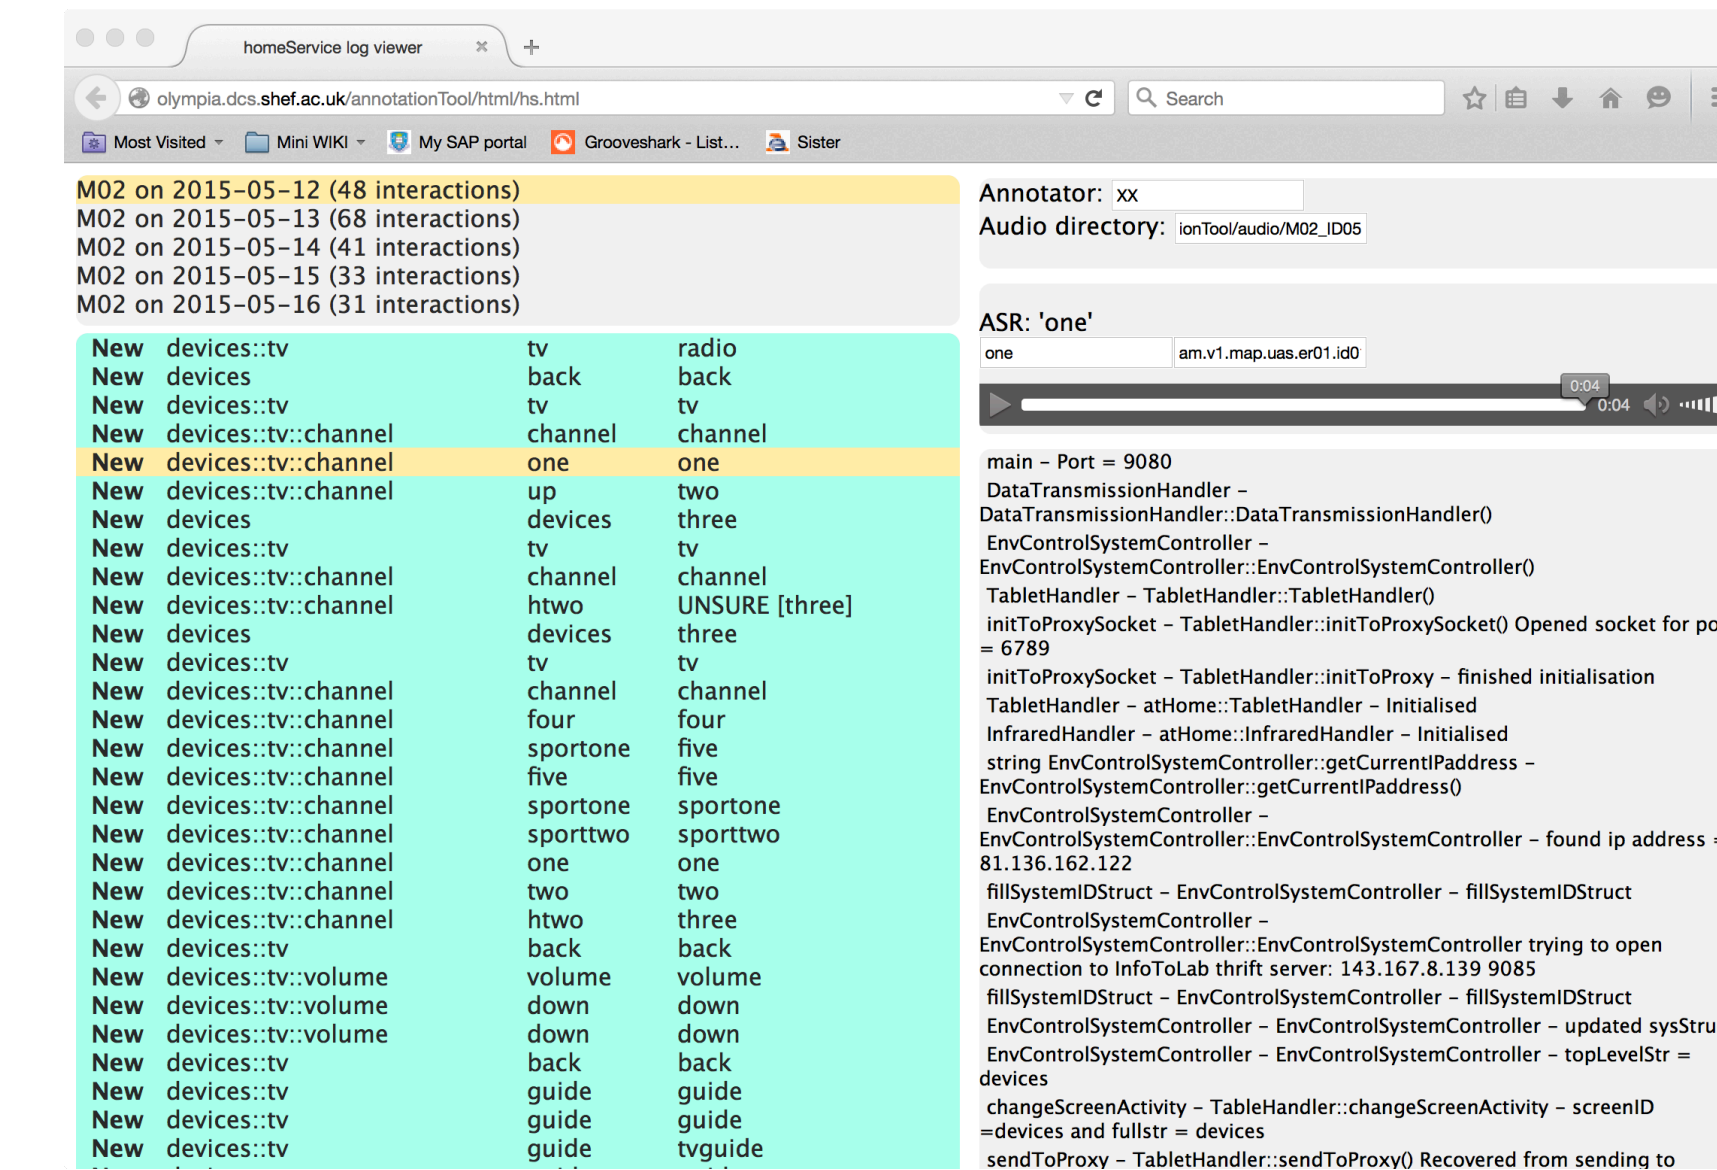 homeService log viewer
olympia.dcs.shef.ac.uk/annotationTool/html/hs.html
Search
Most Visited Mini WIKI My SAP portal Grooveshark - List... Sister
M02 on 2015-05-12 (48 interactions)
M02 on 2015-05-13 (68 interactions)
M02 on 2015-05-14 (41 interactions)
M02 on 2015-05-15 (33 interactions)
M02 on 2015-05-16 (31 interactions)
New devices::tv tv radio
New devices back back
New devices::tv tv tv
New devices::tv::channel channel channel
New devices::tv::channel one one
New devices::tv::channel up two
New devices devices three
New devices::tv tv tv
New devices::tv::channel channel channel
New devices::tv::channel htwo UNSURE [three]
New devices devices three
New devices::tv tv tv
New devices::tv::channel channel channel
New devices::tv::channel four four
New devices::tv::channel sportone five
New devices::tv::channel five five
New devices::tv::channel sportone sportone
New devices::tv::channel sporttwo sporttwo
New devices::tv::channel one one
New devices::tv::channel two two
New devices::tv::channel htwo three
New devices::tv back back
New devices::tv::volume volume volume
New devices::tv::volume down down
New devices::tv::volume down down
New devices::tv back back
New devices::tv guide guide
New devices::tv guide guide
New devices::tv guide tvguide
Annotator: xx
Audio directory: ionTool/audio/M02_ID05
ASR: 'one'
one am.v1.map.uas.er01.id0
0:04
0:04
main - Port = 9080
DataTransmissionHandler -
DataTransmissionHandler::DataTransmissionHandler()
EnvControlSystemController -
EnvControlSystemController::EnvControlSystemController()
TabletHandler - TabletHandler::TabletHandler()
initToProxySocket - TabletHandler::initToProxySocket() Opened socket for po
= 6789
initToProxySocket - TabletHandler::initToProxy - finished initialisation
TabletHandler - atHome::TabletHandler - Initialised
InfraredHandler - atHome::InfraredHandler - Initialised
string EnvControlSystemController::getCurrentIPaddress -
EnvControlSystemController::getCurrentIPaddress()
EnvControlSystemController -
EnvControlSystemController::EnvControlSystemController - found ip address =
81.136.162.122
fillSystemIDStruct - EnvControlSystemController - fillSystemIDStruct
EnvControlSystemController -
EnvControlSystemController::EnvControlSystemController trying to open
connection to InfoToLab thrift server: 143.167.8.139 9085
fillSystemIDStruct - EnvControlSystemController - fillSystemIDStruct
EnvControlSystemController - EnvControlSystemController - updated sysStru
EnvControlSystemController - EnvControlSystemController - topLevelStr =
devices
changeScreenActivity - TableHandler::changeScreenActivity - screenID
=devices and fullstr = devices
sendToProxy - TabletHandler::sendToProxy() Recovered from sending to